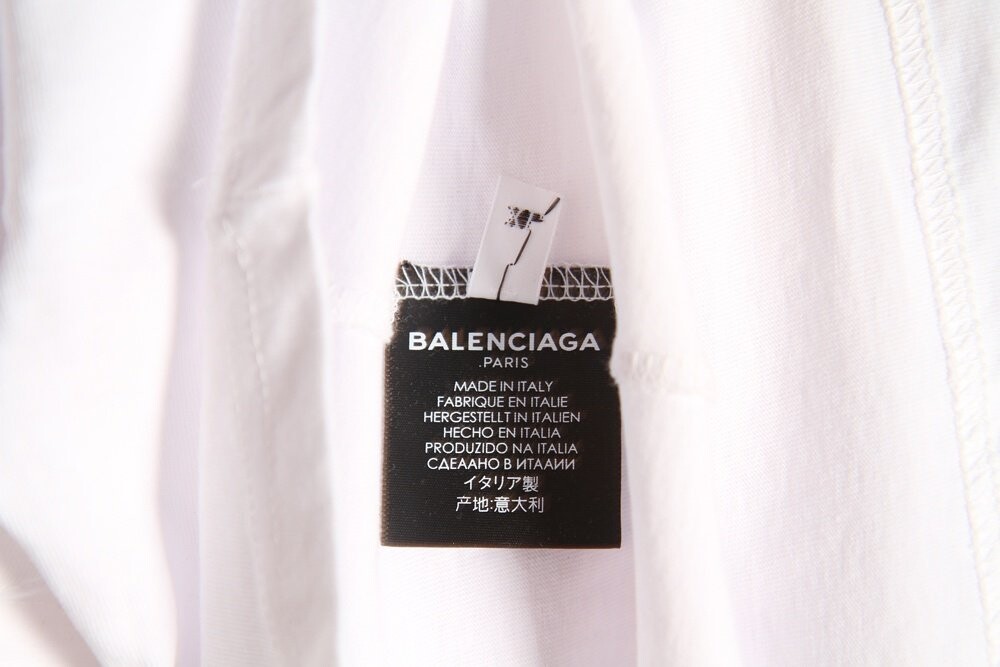 BALENCIAGA
.PARIS
MADE IN ITALY
FABRIQUE EN ITALIE
HERGESTELLT IN ITALIEN
HECHO EN ITALIA
PRODUZIDO NA ITALIA
СДЕАНО В ИТААИИ
イタリア製
产地:意大利